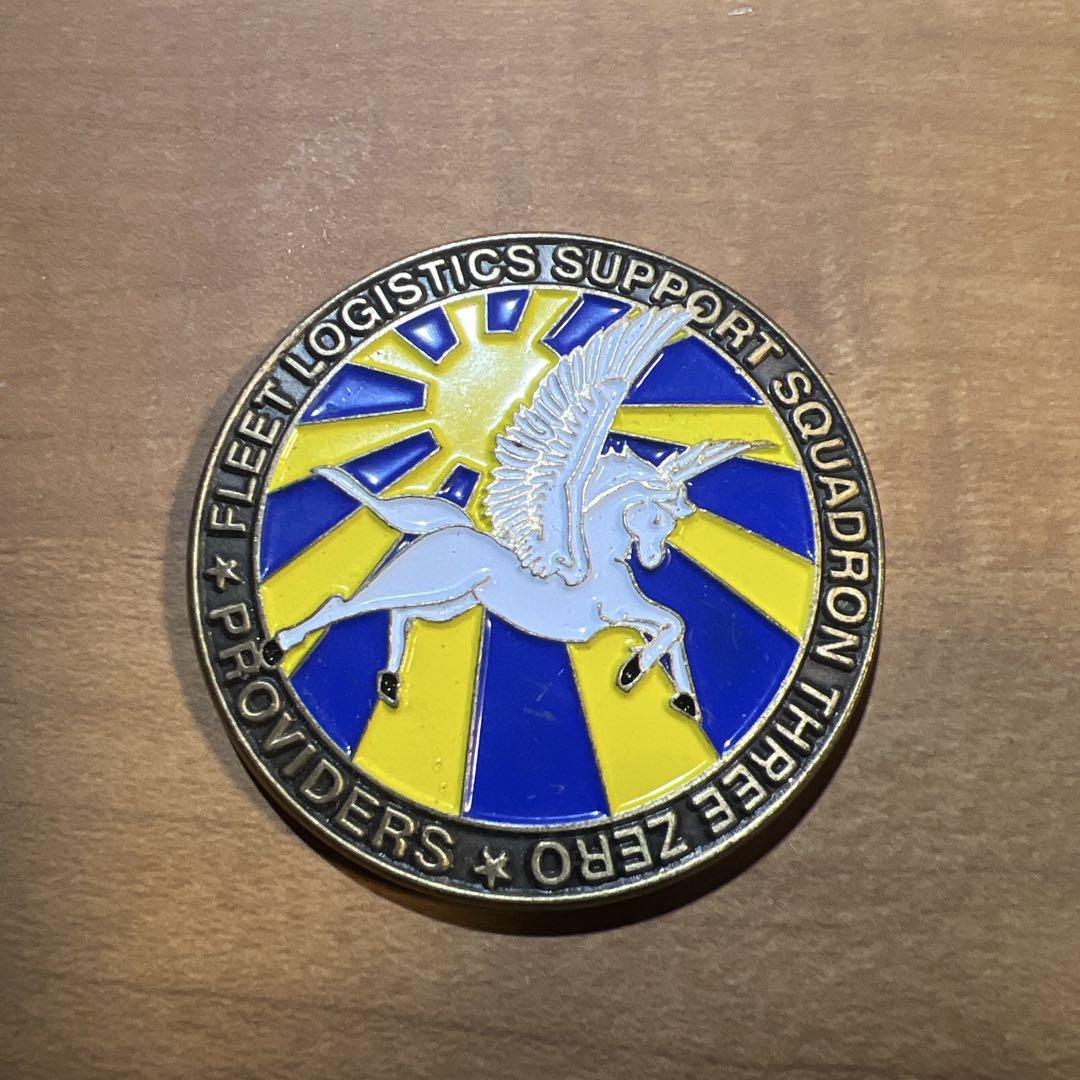 ★ FLEET LOGISTICS SUPPORT SQUADRON THREE ZERO ★
PROVIDERS